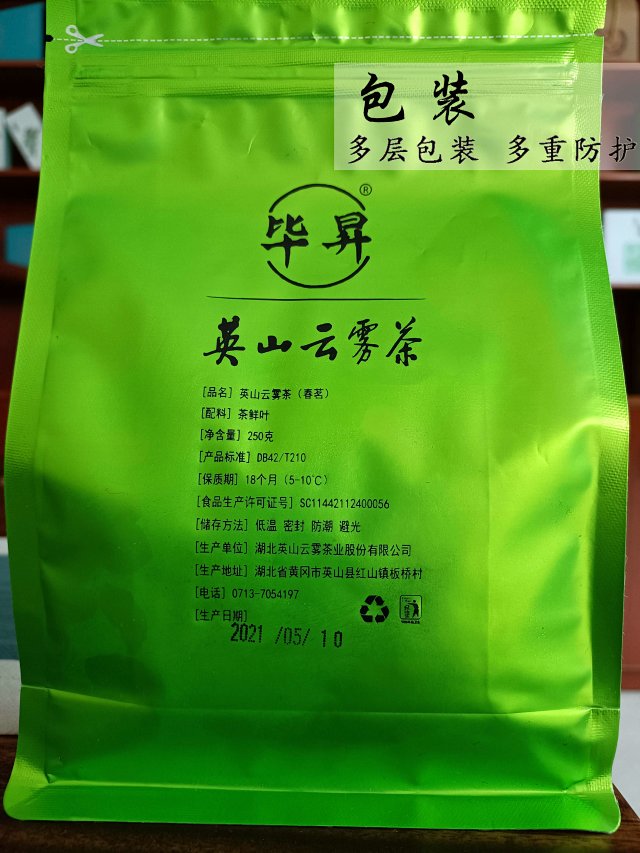 包装
多层包装 多重防护
毕昇®
英山云雾茶
[品名] 英山云雾茶（春茗）
[配料] 茶鲜叶
[净含量] 250克
[产品标准] DB42/T210
[保质期] 18个月（5-10℃）
[食品生产许可证号] SC11442112400056
[储存方法] 低温 密封 防潮 避光
[生产单位] 湖北英山云雾茶业股份有限公司
[生产地址] 湖北省黄冈市英山县红山镇板桥村
[电话] 0713-7054197
[生产日期]
2021 /05/ 10